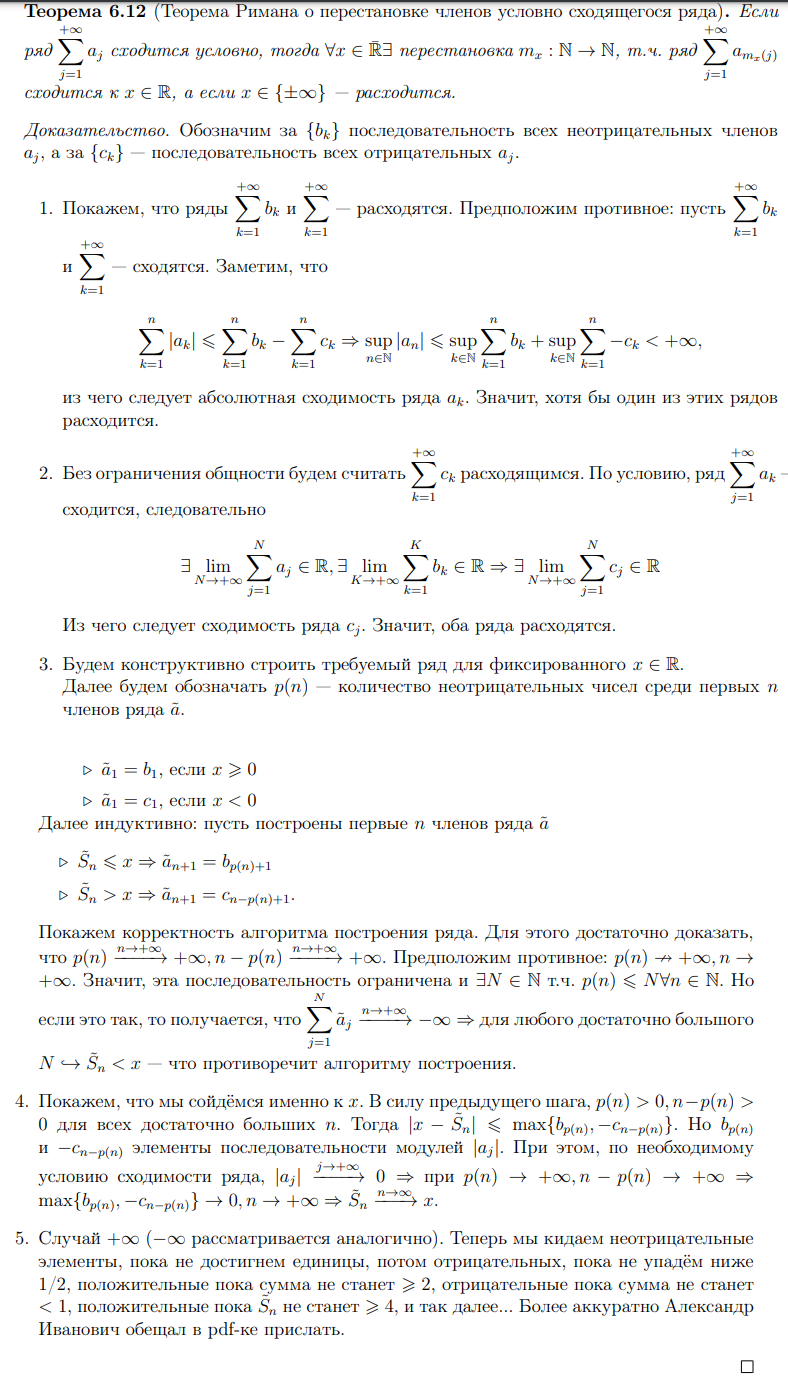 Теорема 6.12 (Теорема Римана о перестановке членов условно сходящегося ряда). Если
ряд $\sum_{j=1}^{+\infty} a_j$ сходится условно, тогда $\forall x \in \bar{\mathbb{R}} \exists$ перестановка $m_x : \mathbb{N} \to \mathbb{N}$, т.ч. ряд $\sum_{j=1}^{+\infty} a_{m_x(j)}$
сходится к $x \in \mathbb{R}$, а если $x \in \{\pm\infty\}$ — расходится.
Доказательство. Обозначим за $\{b_k\}$ последовательность всех неотрицательных членов
$a_j$, а за $\{c_k\}$ — последовательность всех отрицательных $a_j$.
1. Покажем, что ряды $\sum_{k=1}^{+\infty} b_k$ и $\sum_{k=1}^{+\infty}$ — расходятся. Предположим противное: пусть $\sum_{k=1}^{+\infty} b_k$
и $\sum_{k=1}^{+\infty}$ — сходятся. Заметим, что
$\sum_{k=1}^{n} |a_k| \leqslant \sum_{k=1}^{n} b_k - \sum_{k=1}^{n} c_k \Rightarrow \sup_{n \in \mathbb{N}} |a_n| \leqslant \sup_{k \in \mathbb{N}} \sum_{k=1}^{n} b_k + \sup_{k \in \mathbb{N}} \sum_{k=1}^{n} -c_k < +\infty,$
из чего следует абсолютная сходимость ряда $a_k$. Значит, хотя бы один из этих рядов
расходится.
2. Без ограничения общности будем считать $\sum_{k=1}^{+\infty} c_k$ расходящимся. По условию, ряд $\sum_{j=1}^{+\infty} a_k$ –
сходится, следовательно
$\exists \lim_{N \to +\infty} \sum_{j=1}^{N} a_j \in \mathbb{R}, \exists \lim_{K \to +\infty} \sum_{k=1}^{K} b_k \in \mathbb{R} \Rightarrow \exists \lim_{N \to +\infty} \sum_{j=1}^{N} c_j \in \mathbb{R}$
Из чего следует сходимость ряда $c_j$. Значит, оба ряда расходятся.
3. Будем конструктивно строить требуемый ряд для фиксированного $x \in \mathbb{R}$.
Далее будем обозначать $p(n)$ — количество неотрицательных чисел среди первых $n$
членов ряда $\tilde{a}$.
▷ $\tilde{a}_1 = b_1$, если $x \geqslant 0$
▷ $\tilde{a}_1 = c_1$, если $x < 0$
Далее индуктивно: пусть построены первые $n$ членов ряда $\tilde{a}$
▷ $\tilde{S}_n \leqslant x \Rightarrow \tilde{a}_{n+1} = b_{p(n)+1}$
▷ $\tilde{S}_n > x \Rightarrow \tilde{a}_{n+1} = c_{n-p(n)+1}$.
Покажем корректность алгоритма построения ряда. Для этого достаточно доказать,
что $p(n) \xrightarrow{n \to +\infty} +\infty, n - p(n) \xrightarrow{n \to +\infty} +\infty$. Предположим противное: $p(n) \nrightarrow +\infty, n \to$
$+\infty$. Значит, эта последовательность ограничена и $\exists N \in \mathbb{N}$ т.ч. $p(n) \leqslant N \forall n \in \mathbb{N}$. Но
если это так, то получается, что $\sum_{j=1}^{N} \tilde{a}_j \xrightarrow{n \to +\infty} -\infty \Rightarrow$ для любого достаточно большого
$N \hookrightarrow \tilde{S}_n < x$ — что противоречит алгоритму построения.
4. Покажем, что мы сойдёмся именно к $x$. В силу предыдущего шага, $p(n) > 0, n-p(n) >$
$0$ для всех достаточно больших $n$. Тогда $|x - \tilde{S}_n| \leqslant \max\{b_{p(n)}, -c_{n-p(n)}\}$. Но $b_{p(n)}$
и $-c_{n-p(n)}$ элементы последовательности модулей $|a_j|$. При этом, по необходимому
условию сходимости ряда, $|a_j| \xrightarrow{j \to +\infty} 0 \Rightarrow$ при $p(n) \to +\infty, n - p(n) \to +\infty \Rightarrow$
$\max\{b_{p(n)}, -c_{n-p(n)}\} \to 0, n \to +\infty \Rightarrow \tilde{S}_n \xrightarrow{n \to \infty} x$.
5. Случай $+\infty$ ($-\infty$ рассматривается аналогично). Теперь мы кидаем неотрицательные
элементы, пока не достигнем единицы, потом отрицательных, пока не упадём ниже
1/2, положительные пока сумма не станет $\geqslant 2$, отрицательные пока сумма не станет
$< 1$, положительные пока $\tilde{S}_n$ не станет $\geqslant 4$, и так далее... Более аккуратно Александр
Иванович обещал в pdf-ке прислать.
□